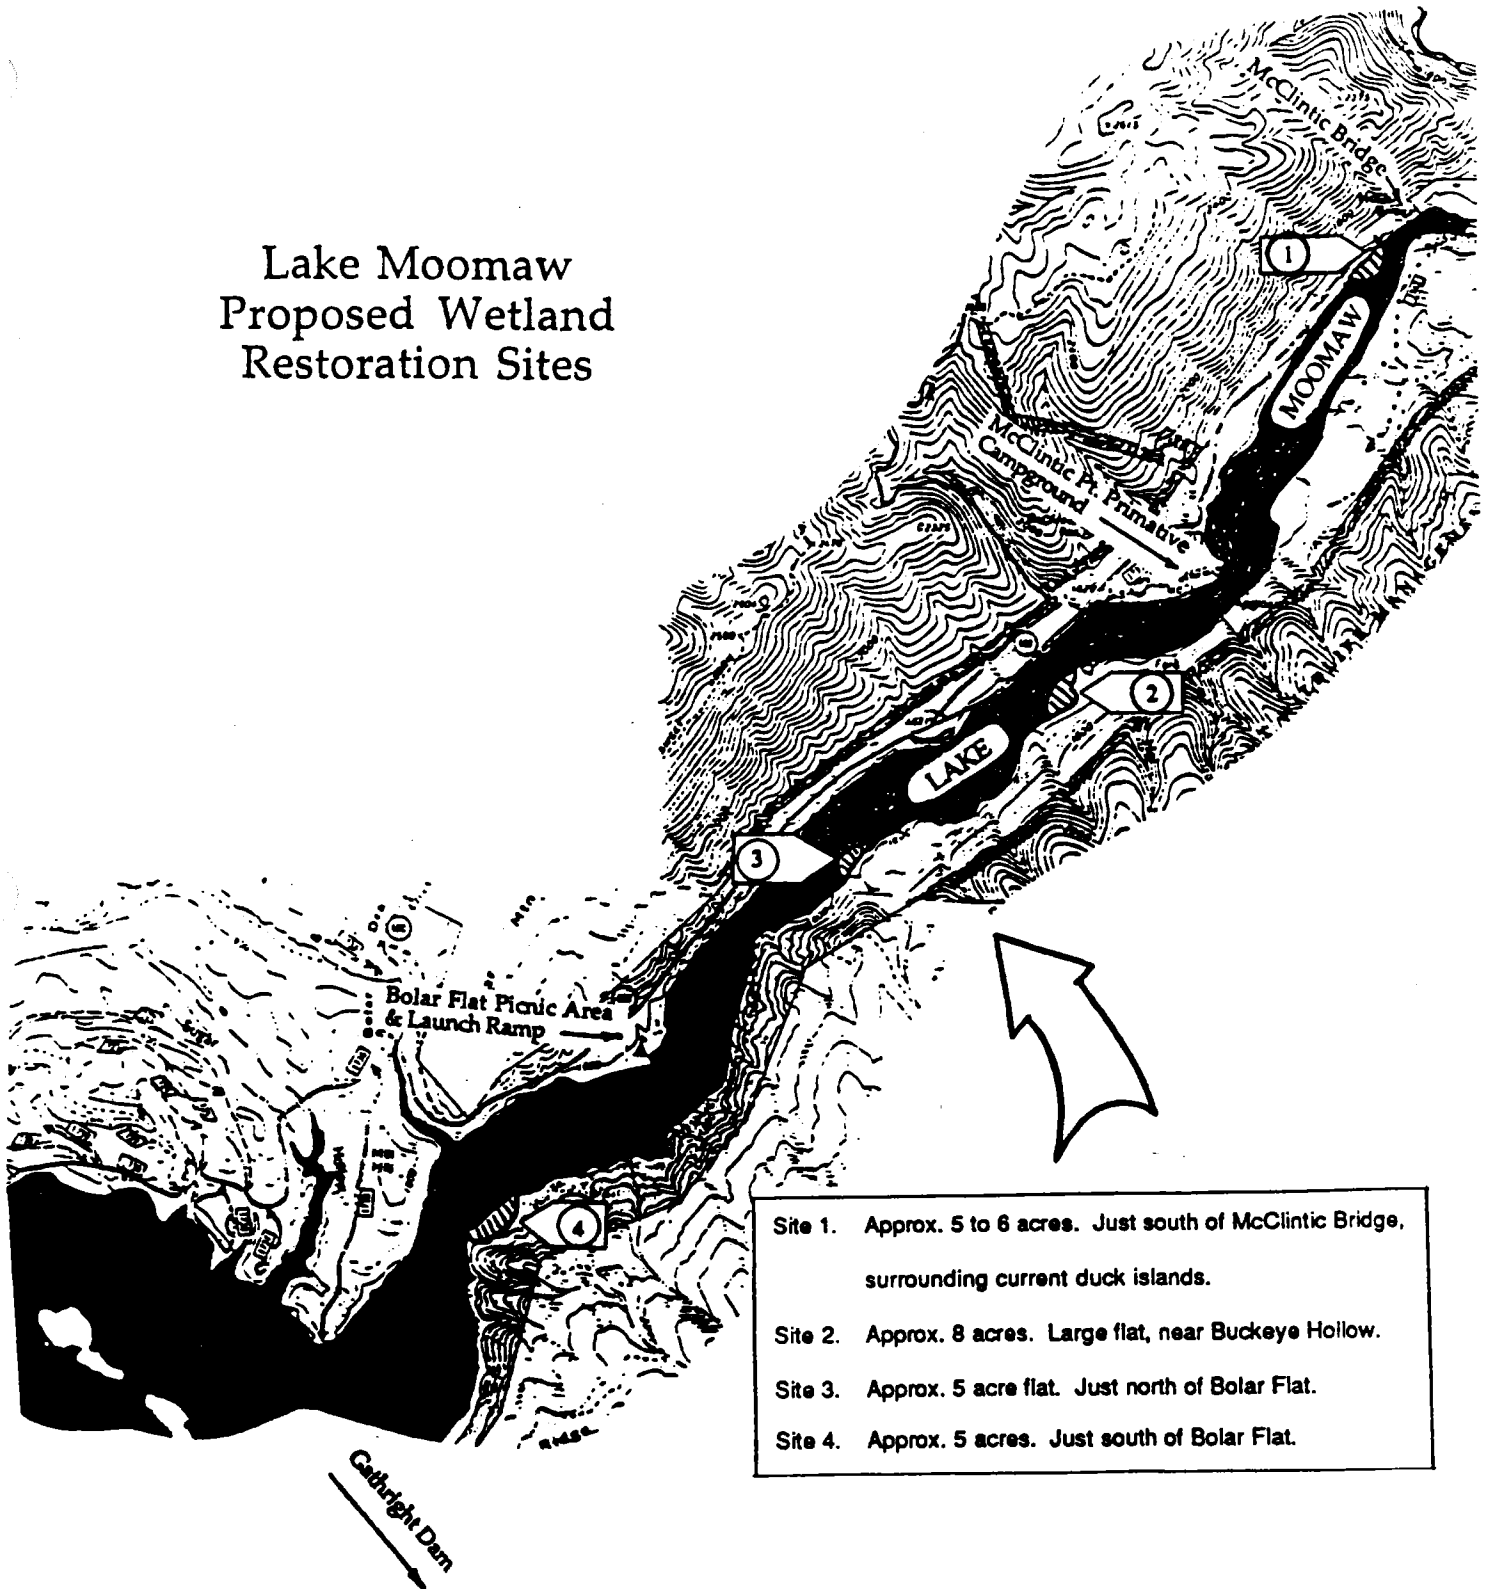 Lake Moomaw
Proposed Wetland
Restoration Sites
McClintic Bridge
1
MOOMAW
McClintic Pt. Primative
Campground
2
LAKE
3
Mtn
Bolar Flat Picnic Area
& Launch Ramp
4
Ridge
Gathright Dam
Site 1. Approx. 5 to 6 acres. Just south of McClintic Bridge,
surrounding current duck islands.
Site 2. Approx. 8 acres. Large flat, near Buckeye Hollow.
Site 3. Approx. 5 acre flat. Just north of Bolar Flat.
Site 4. Approx. 5 acres. Just south of Bolar Flat.